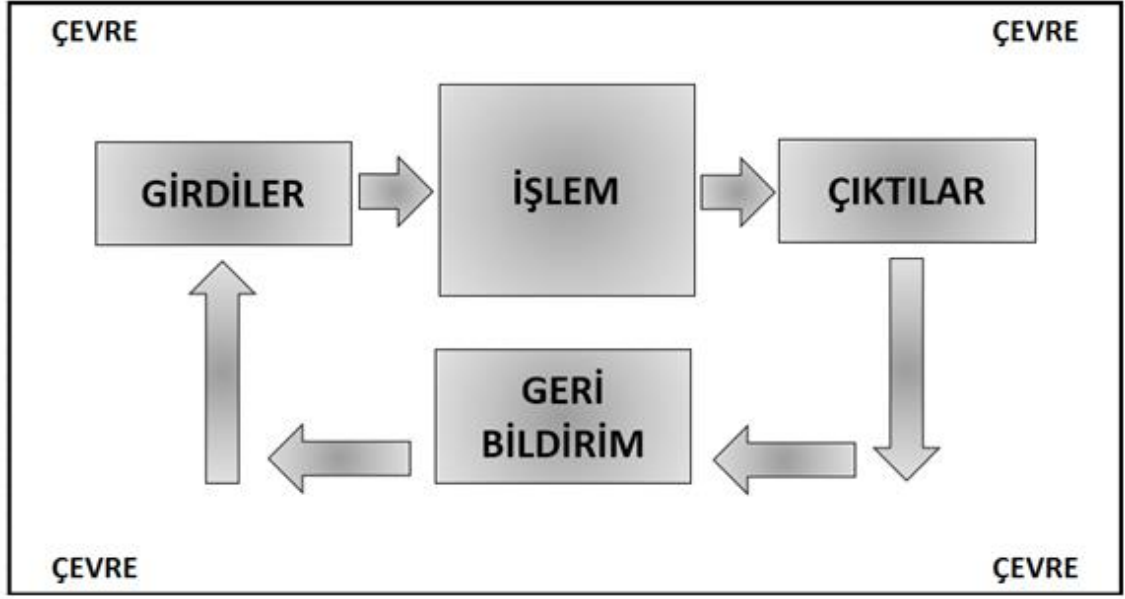 ÇEVRE
ÇEVRE
GİRDİLER
İŞLEM
ÇIKTILAR
GERİ
BİLDİRİM
ÇEVRE
ÇEVRE